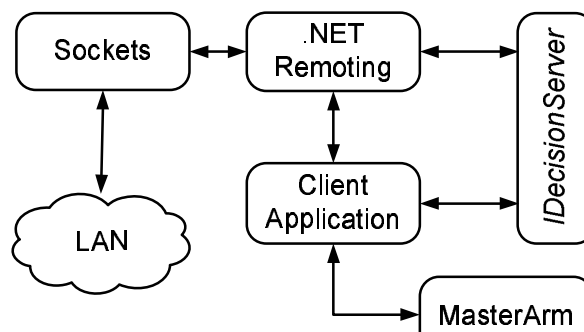 Sockets
.NET
Remoting
IDecisionServer
Client
Application
LAN
MasterArm